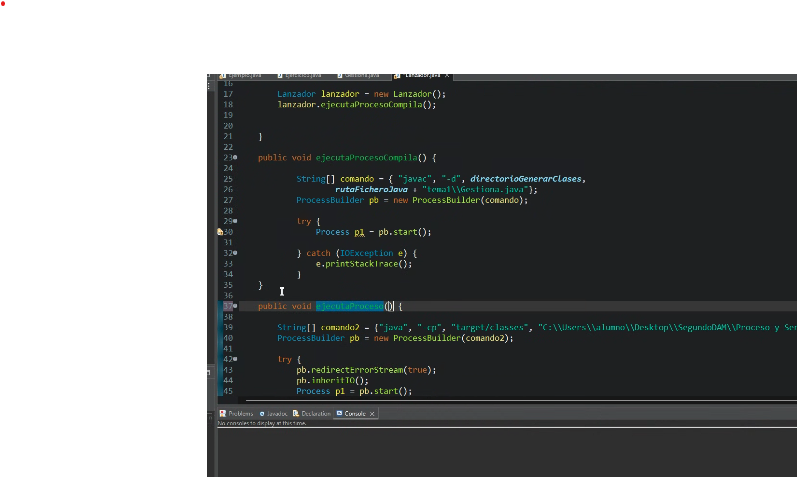 Ejemplo.java Ejercicio2.java Gestiona.java *Lanzador.java
16
17 Lanzador lanzador = new Lanzador();
18 lanzador.ejecutaProcesoCompila();
19
20
21 }
22
23 public void ejecutaProcesoCompila() {
24
25 String[] comando = { "javac", "-d", directorioGenerarClases,
26 rutaFicheroJava + "tema1\\Gestiona.java"};
27 ProcessBuilder pb = new ProcessBuilder(comando);
28
29 try {
30 Process p1 = pb.start();
31
32 } catch (IOException e) {
33 e.printStackTrace();
34 }
35 }
36
37 public void ejecutaProceso() {
38
39 String[] comando2 = {"java", "-cp", "target/classes", "C:\\Users\\alumno\\Desktop\\SegundoDAM\\Proceso y Ser
40 ProcessBuilder pb = new ProcessBuilder(comando2);
41
42 try {
43 pb.redirectErrorStream(true);
44 pb.inheritIO();
45 Process p1 = pb.start();
Problems Javadoc Declaration Console
No consoles to display at this time.